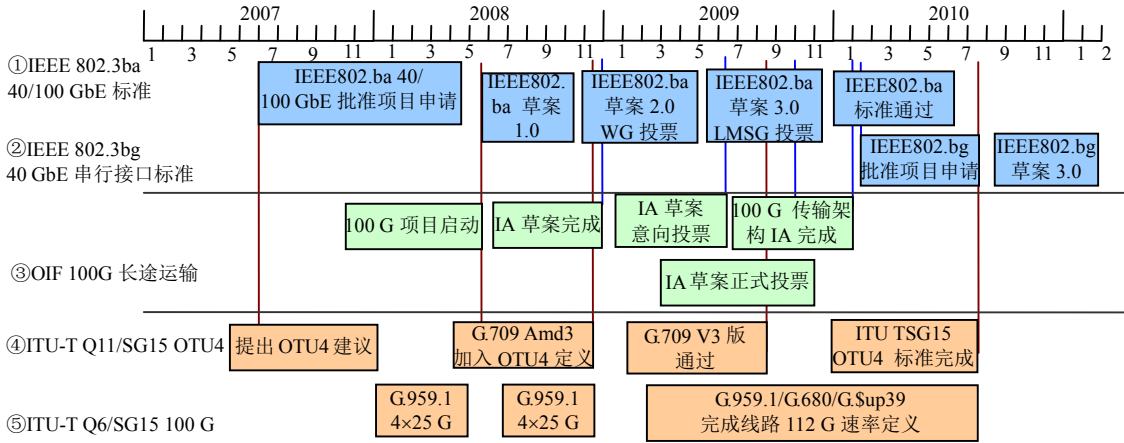 2007 2008 2009 2010
1 3 5 7 9 11 1 3 5 7 9 11 1 3 5 7 9 11 1 3 5 7 9 11 1 2
①IEEE 802.3ba
40/100 GbE 标准
IEEE802.ba 40/
100 GbE 批准项目申请
IEEE802.
ba 草案
1.0
IEEE802.ba
草案 2.0
WG 投票
IEEE802.ba
草案 3.0
LMSG 投票
IEEE802.ba
标准通过
②IEEE 802.3bg
40 GbE 串行接口标准
IEEE802.bg
批准项目申请
IEEE802.bg
草案 3.0
100 G 项目启动
IA 草案完成
IA 草案
意向投票
100 G 传输架
构 IA 完成
③OIF 100G 长途运输
IA 草案正式投票
④ITU-T Q11/SG15 OTU4
提出 OTU4 建议
G.709 Amd3
加入 OTU4 定义
G.709 V3 版
通过
ITU TSG15
OTU4 标准完成
⑤ITU-T Q6/SG15 100 G
G.959.1
4×25 G
G.959.1
4×25 G
G.959.1/G.680/G.$up39
完成线路 112 G 速率定义